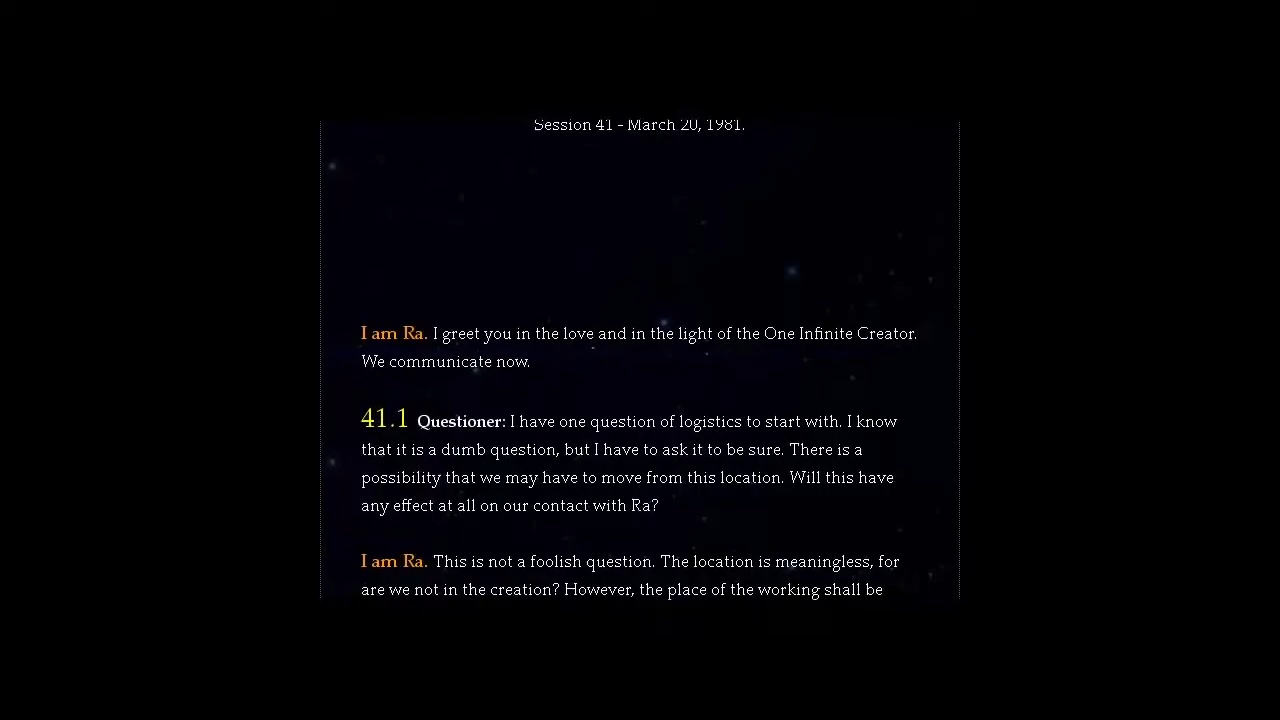 Session 41 - March 20, 1981.
I am Ra. I greet you in the love and in the light of the One Infinite Creator.
We communicate now.
41.1 Questioner: I have one question of logistics to start with. I know
that it is a dumb question, but I have to ask it to be sure. There is a
possibility that we may have to move from this location. Will this have
any effect at all on our contact with Ra?
I am Ra. This is not a foolish question. The location is meaningless, for
are we not in the creation? However, the place of the working shall be